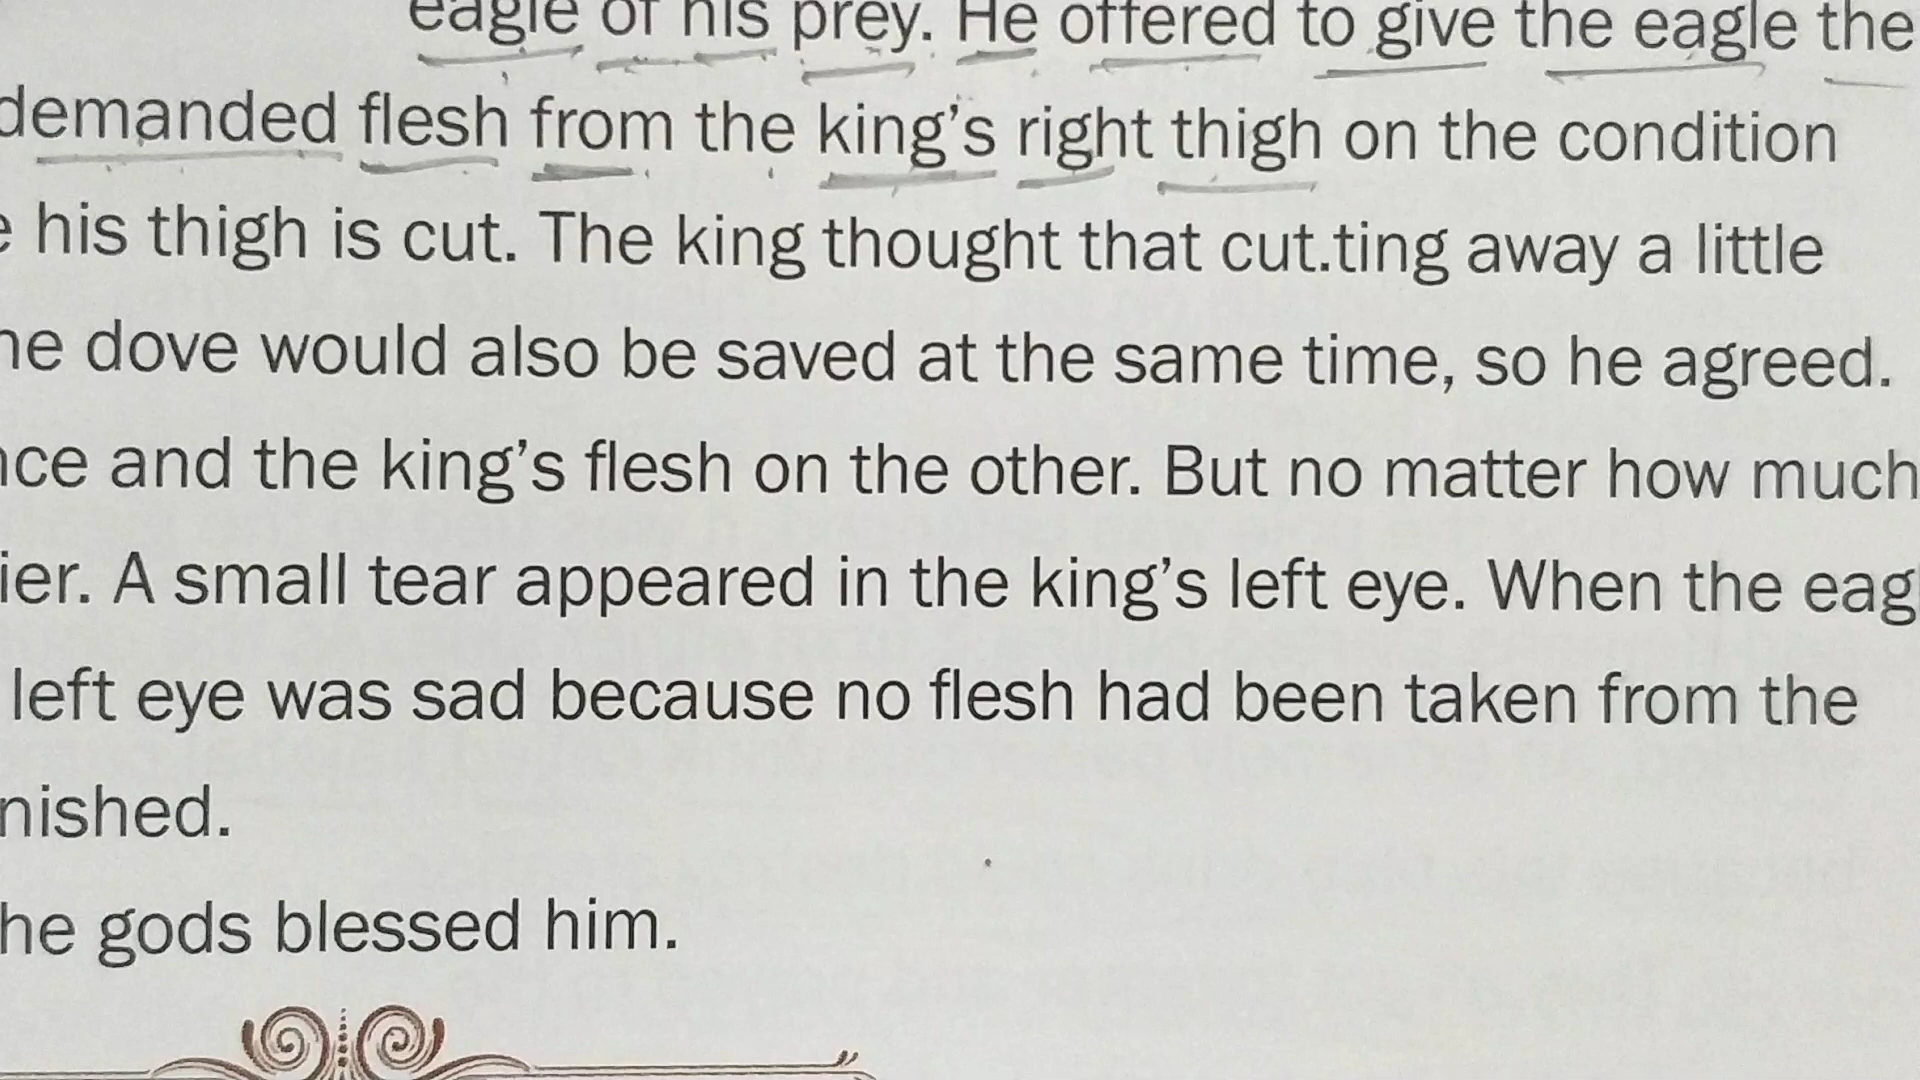 eagle of his prey. He offered to give the eagle the
demanded flesh from the king's right thigh on the condition
his thigh is cut. The king thought that cut.ting away a little
he dove would also be saved at the same time, so he agreed.
nce and the king's flesh on the other. But no matter how much
ier. A small tear appeared in the king's left eye. When the eag
left eye was sad because no flesh had been taken from the
nished.
he gods blessed him.